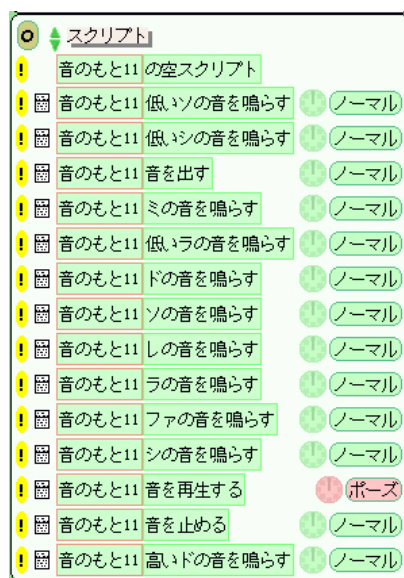 スクリプト
! 音のもと11 の空スクリプト
! 音のもと11 低いソの音を鳴らす ノーマル
! 音のもと11 低いシの音を鳴らす ノーマル
! 音のもと11 音を出す ノーマル
! 音のもと11 ミの音を鳴らす ノーマル
! 音のもと11 低いラの音を鳴らす ノーマル
! 音のもと11 ドの音を鳴らす ノーマル
! 音のもと11 ソの音を鳴らす ノーマル
! 音のもと11 レの音を鳴らす ノーマル
! 音のもと11 ラの音を鳴らす ノーマル
! 音のもと11 ファの音を鳴らす ノーマル
! 音のもと11 シの音を鳴らす ノーマル
! 音のもと11 音を再生する ポーズ
! 音のもと11 音を止める ノーマル
! 音のもと11 高いドの音を鳴らす ノーマル